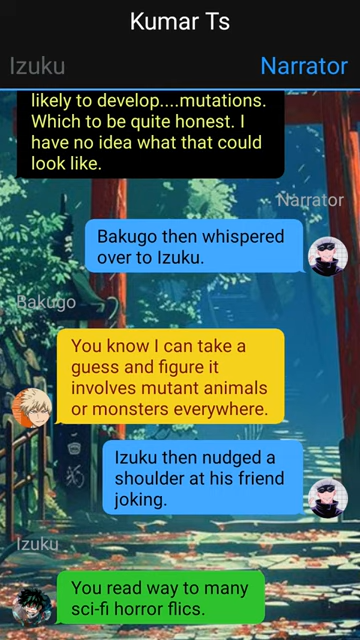 Kumar Ts
Izuku
Narrator
likely to develop....mutations.
Which to be quite honest. I
have no idea what that could
look like.
Narrator
Bakugo then whispered
over to Izuku.
Bakugo
You know I can take a
guess and figure it
involves mutant animals
or monsters everywhere.
Izuku then nudged a
shoulder at his friend
joking.
Izuku
You read way to many
sci-fi horror flics.